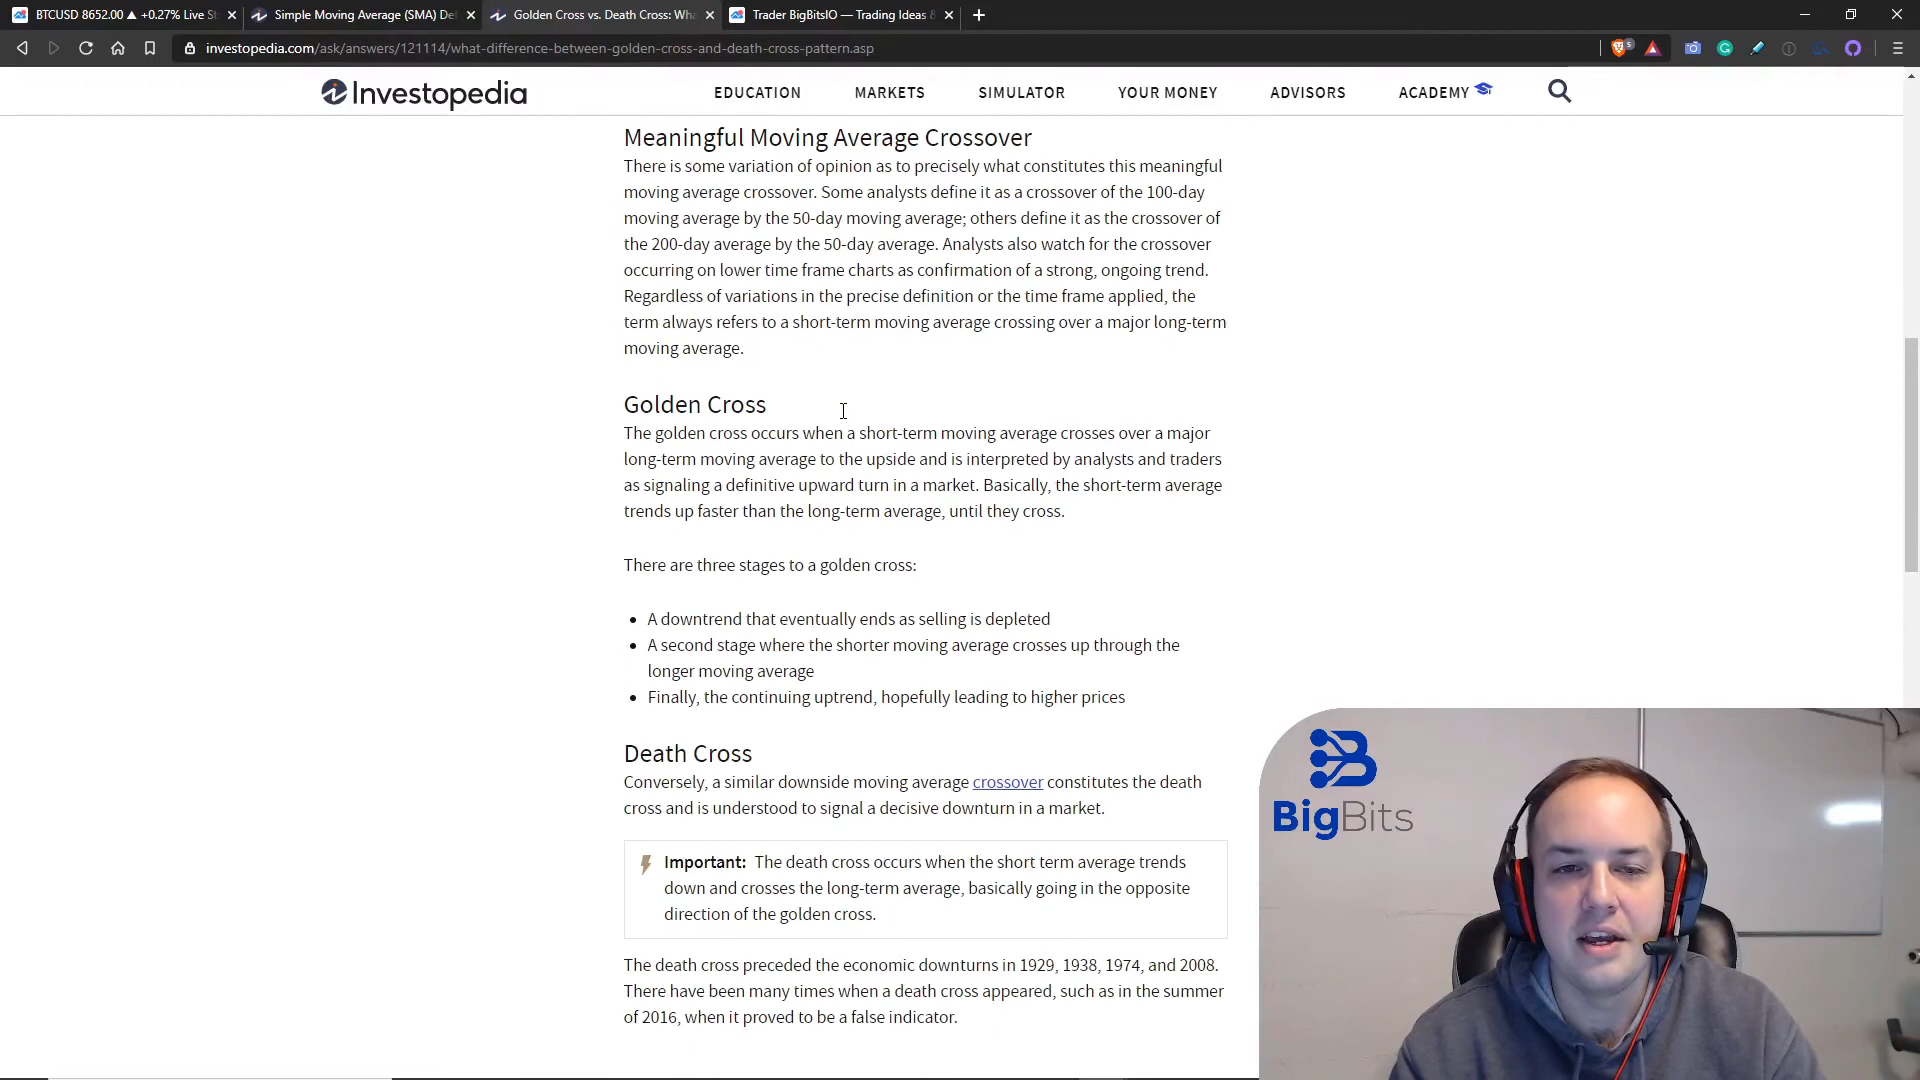 BTCUSD 8652.00 ▲ +0.27% Live St
Simple Moving Average (SMA) De
Golden Cross vs. Death Cross: Wha
Trader BigBitsIO — Trading Ideas &
investopedia.com/ask/answers/121114/what-difference-between-golden-cross-and-death-cross-pattern.asp
Investopedia
EDUCATION
MARKETS
SIMULATOR
YOUR MONEY
ADVISORS
ACADEMY
Meaningful Moving Average Crossover
There is some variation of opinion as to precisely what constitutes this meaningful
moving average crossover. Some analysts define it as a crossover of the 100-day
moving average by the 50-day moving average; others define it as the crossover of
the 200-day average by the 50-day average. Analysts also watch for the crossover
occurring on lower time frame charts as confirmation of a strong, ongoing trend.
Regardless of variations in the precise definition or the time frame applied, the
term always refers to a short-term moving average crossing over a major long-term
moving average.
Golden Cross
The golden cross occurs when a short-term moving average crosses over a major
long-term moving average to the upside and is interpreted by analysts and traders
as signaling a definitive upward turn in a market. Basically, the short-term average
trends up faster than the long-term average, until they cross.
There are three stages to a golden cross:
• A downtrend that eventually ends as selling is depleted
• A second stage where the shorter moving average crosses up through the
longer moving average
• Finally, the continuing uptrend, hopefully leading to higher prices
Death Cross
Conversely, a similar downside moving average crossover constitutes the death
cross and is understood to signal a decisive downturn in a market.
Important: The death cross occurs when the short term average trends
down and crosses the long-term average, basically going in the opposite
direction of the golden cross.
The death cross preceded the economic downturns in 1929, 1938, 1974, and 2008.
There have been many times when a death cross appeared, such as in the summer
of 2016, when it proved to be a false indicator.
BigBits